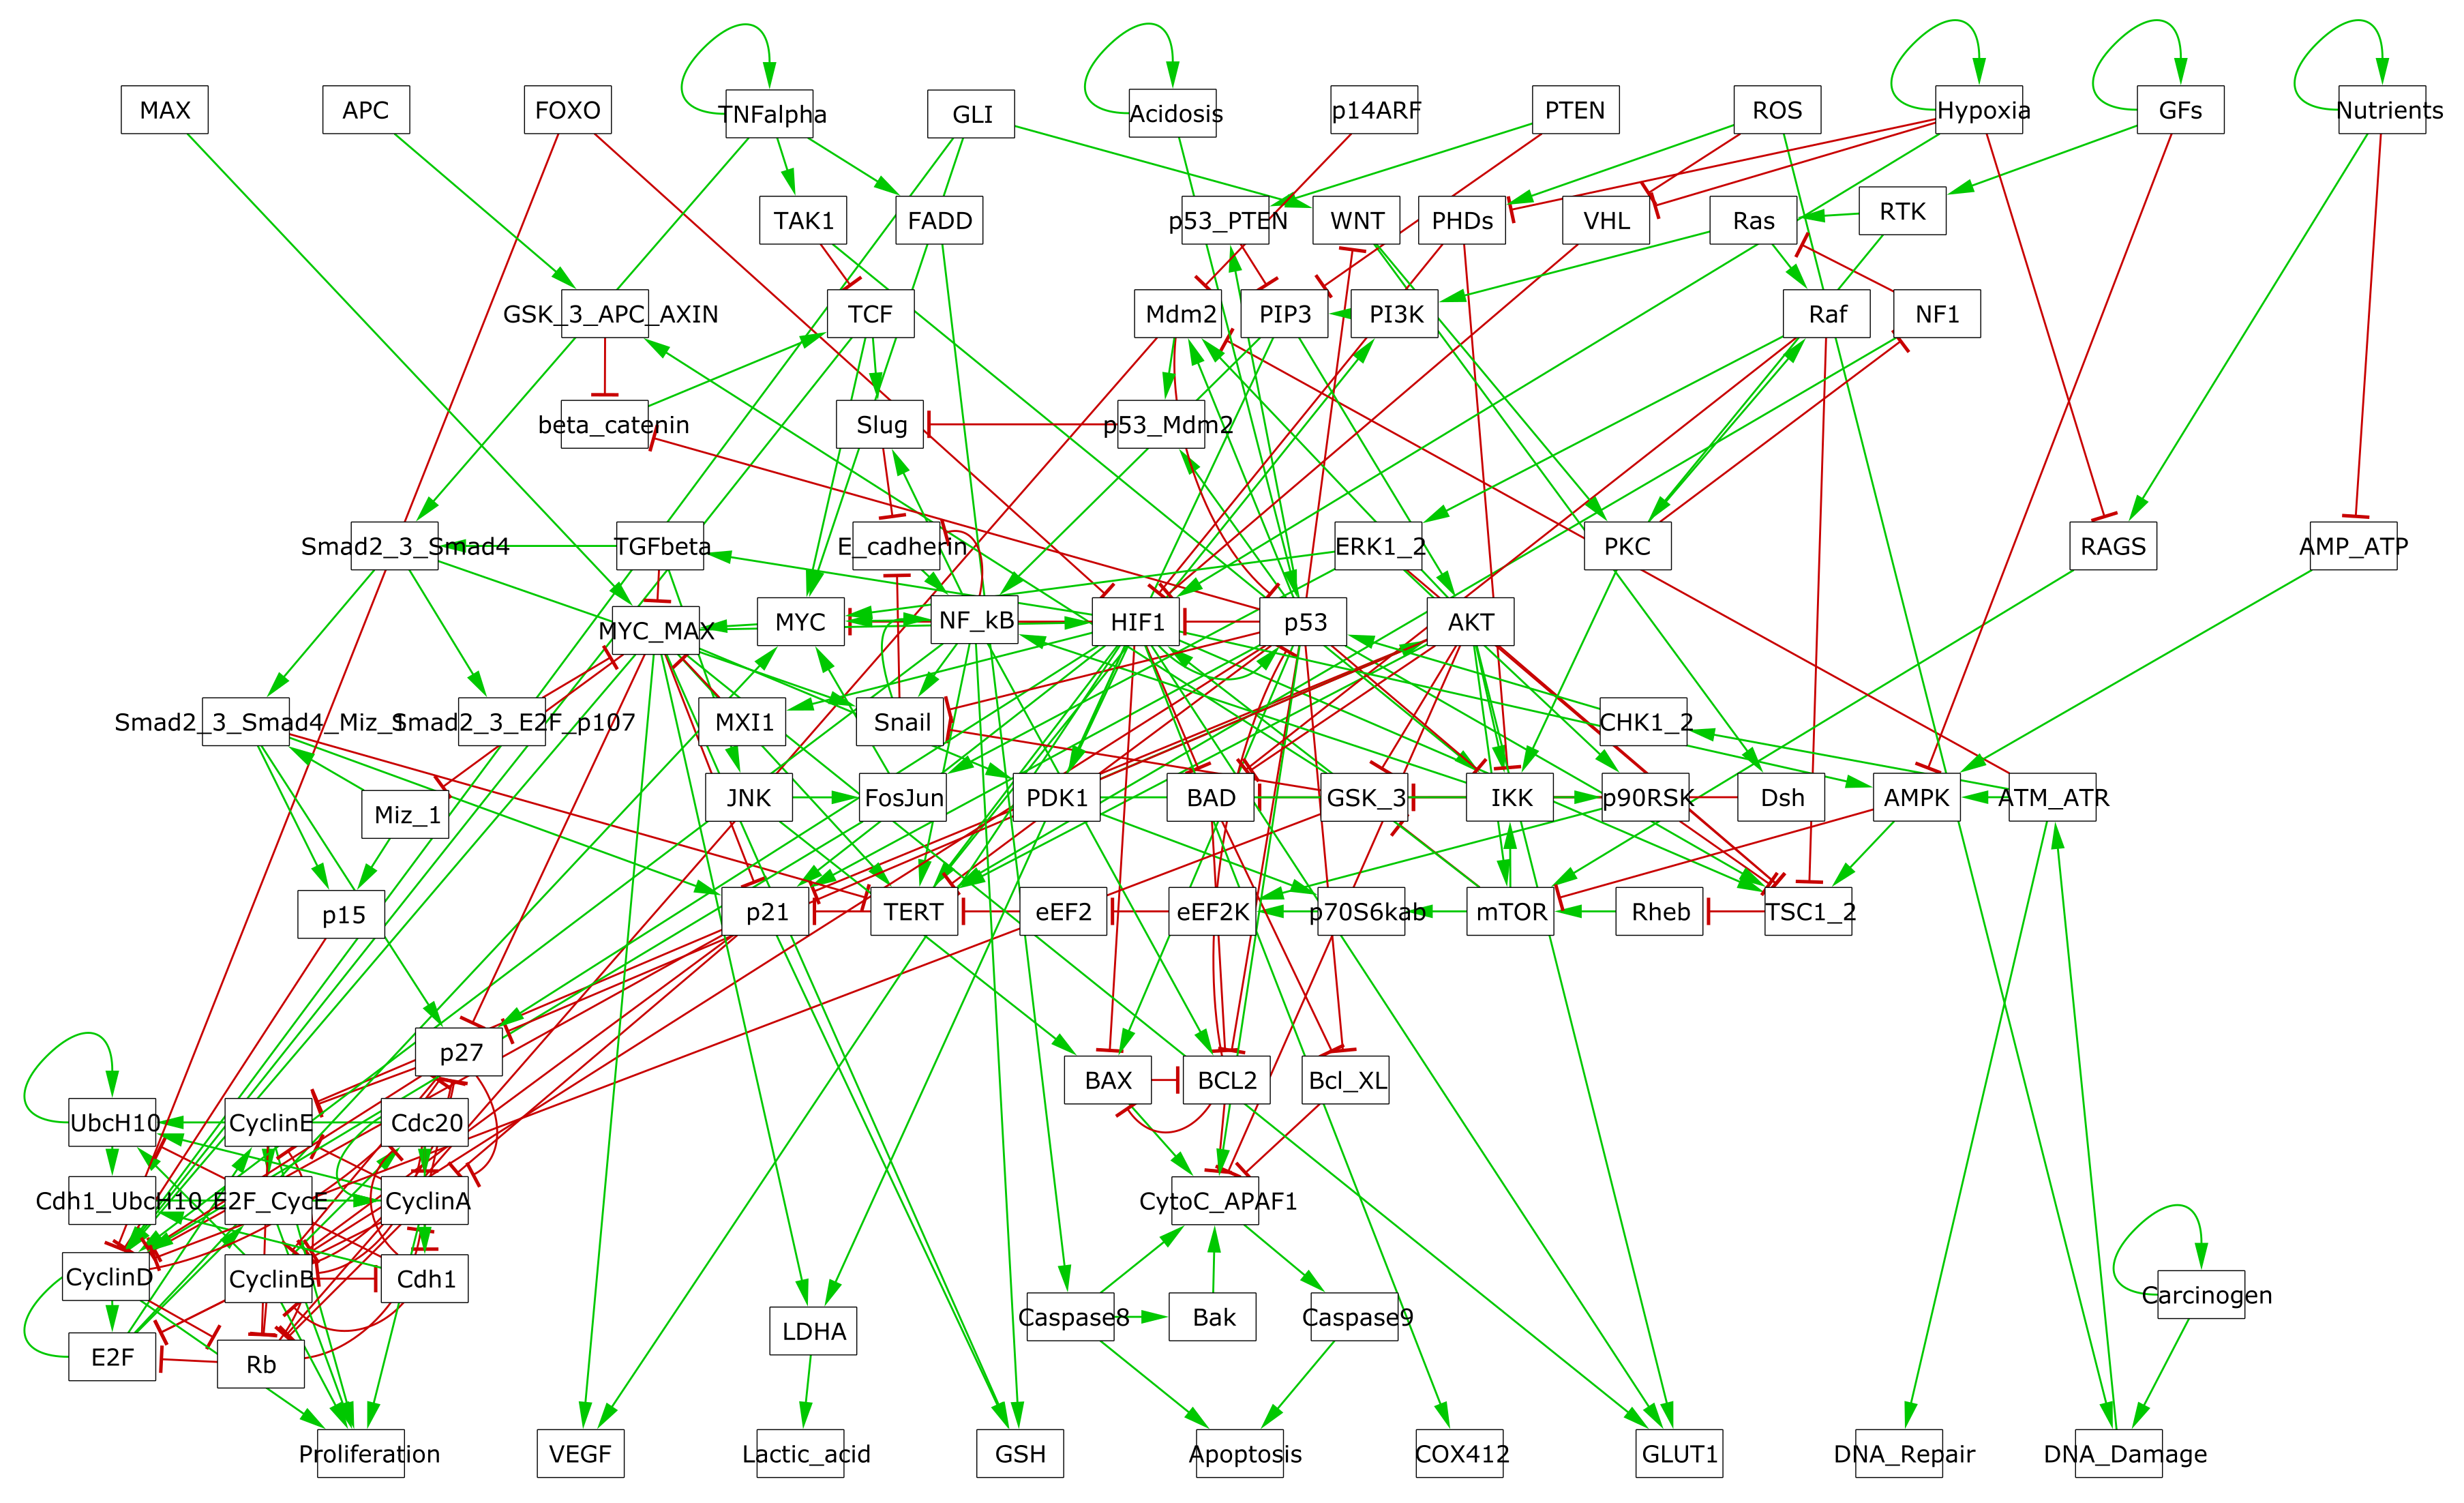 MAX
APC
FOXO
TNFalpha
GLI
Acidosis
p14ARF
PTEN
ROS
Hypoxia
GFs
Nutrients
TAK1
FADD
p53_PTEN
WNT
PHDs
VHL
Ras
RTK
GSK_3_APC_AXIN
TCF
Mdm2
PIP3
PI3K
Raf
NF1
beta_catenin
Slug
p53_Mdm2
Smad2_3_Smad4
TGFbeta
E_cadherin
ERK1_2
PKC
RAGS
AMP_ATP
MYC_MAX
MYC
NF_kB
HIF1
p53
AKT
Smad2_3_Smad4_Miz_1
Smad2_3_E2F_p107
MXI1
Snail
CHK1_2
Miz_1
JNK
FosJun
PDK1
BAD
GSK_3
IKK
p90RSK
Dsh
AMPK
ATM_ATR
p15
p21
TERT
eEF2
eEF2K
p70S6kab
mTOR
Rheb
TSC1_2
p27
BAX
BCL2
Bcl_XL
UbcH10
CyclinE
Cdc20
Cdh1_UbcH10
E2F_CycE
CyclinA
CytoC_APAF1
CyclinD
CyclinB
Cdh1
Carcinogen
E2F
Rb
LDHA
Caspase8
Bak
Caspase9
Proliferation
VEGF
Lactic_acid
GSH
Apoptosis
COX412
GLUT1
DNA_Repair
DNA_Damage